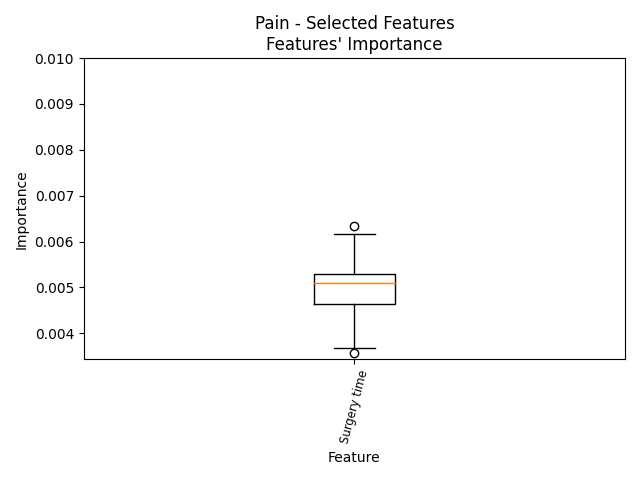 Pain - Selected Features
Features' Importance
0.010
0.009
0.008
0.007
0.006
0.005
0.004
Importance
Surgery time
Feature